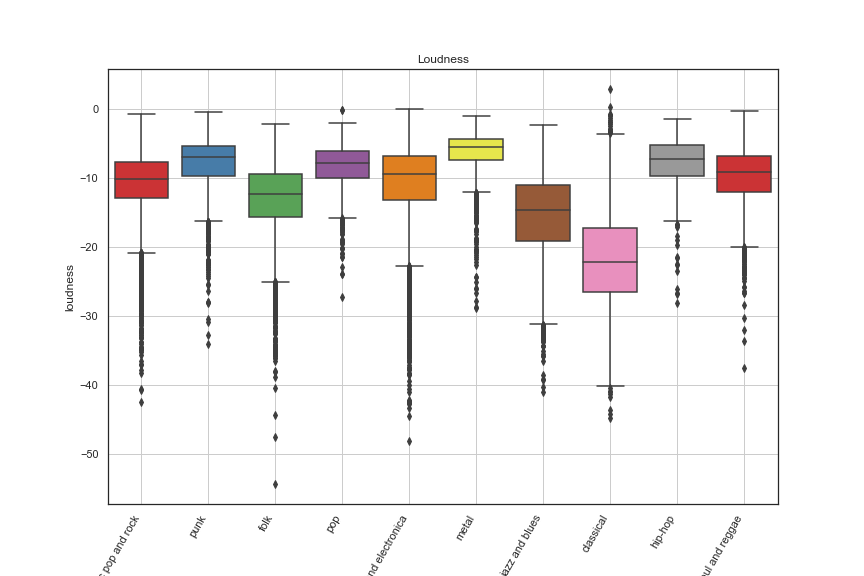 Loudness
loudness
0
−10
−20
−30
−40
−50
pop and rock
punk
folk
pop
and electronica
metal
jazz and blues
classical
hip-hop
and reggae